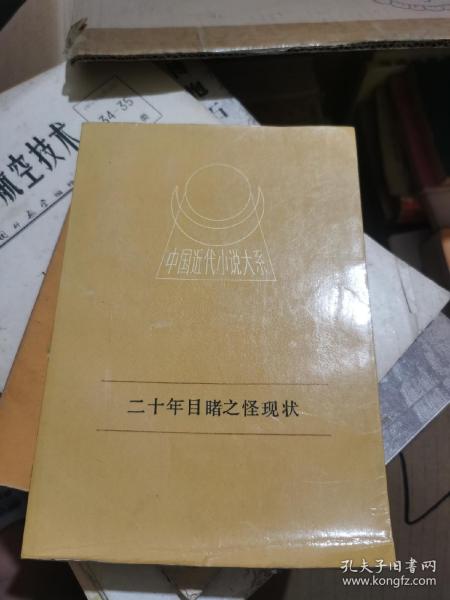 34 35
类
航空技术
中国近代小说大系
二十年目睹之怪现状
孔夫子旧书网
www.kongfz.com